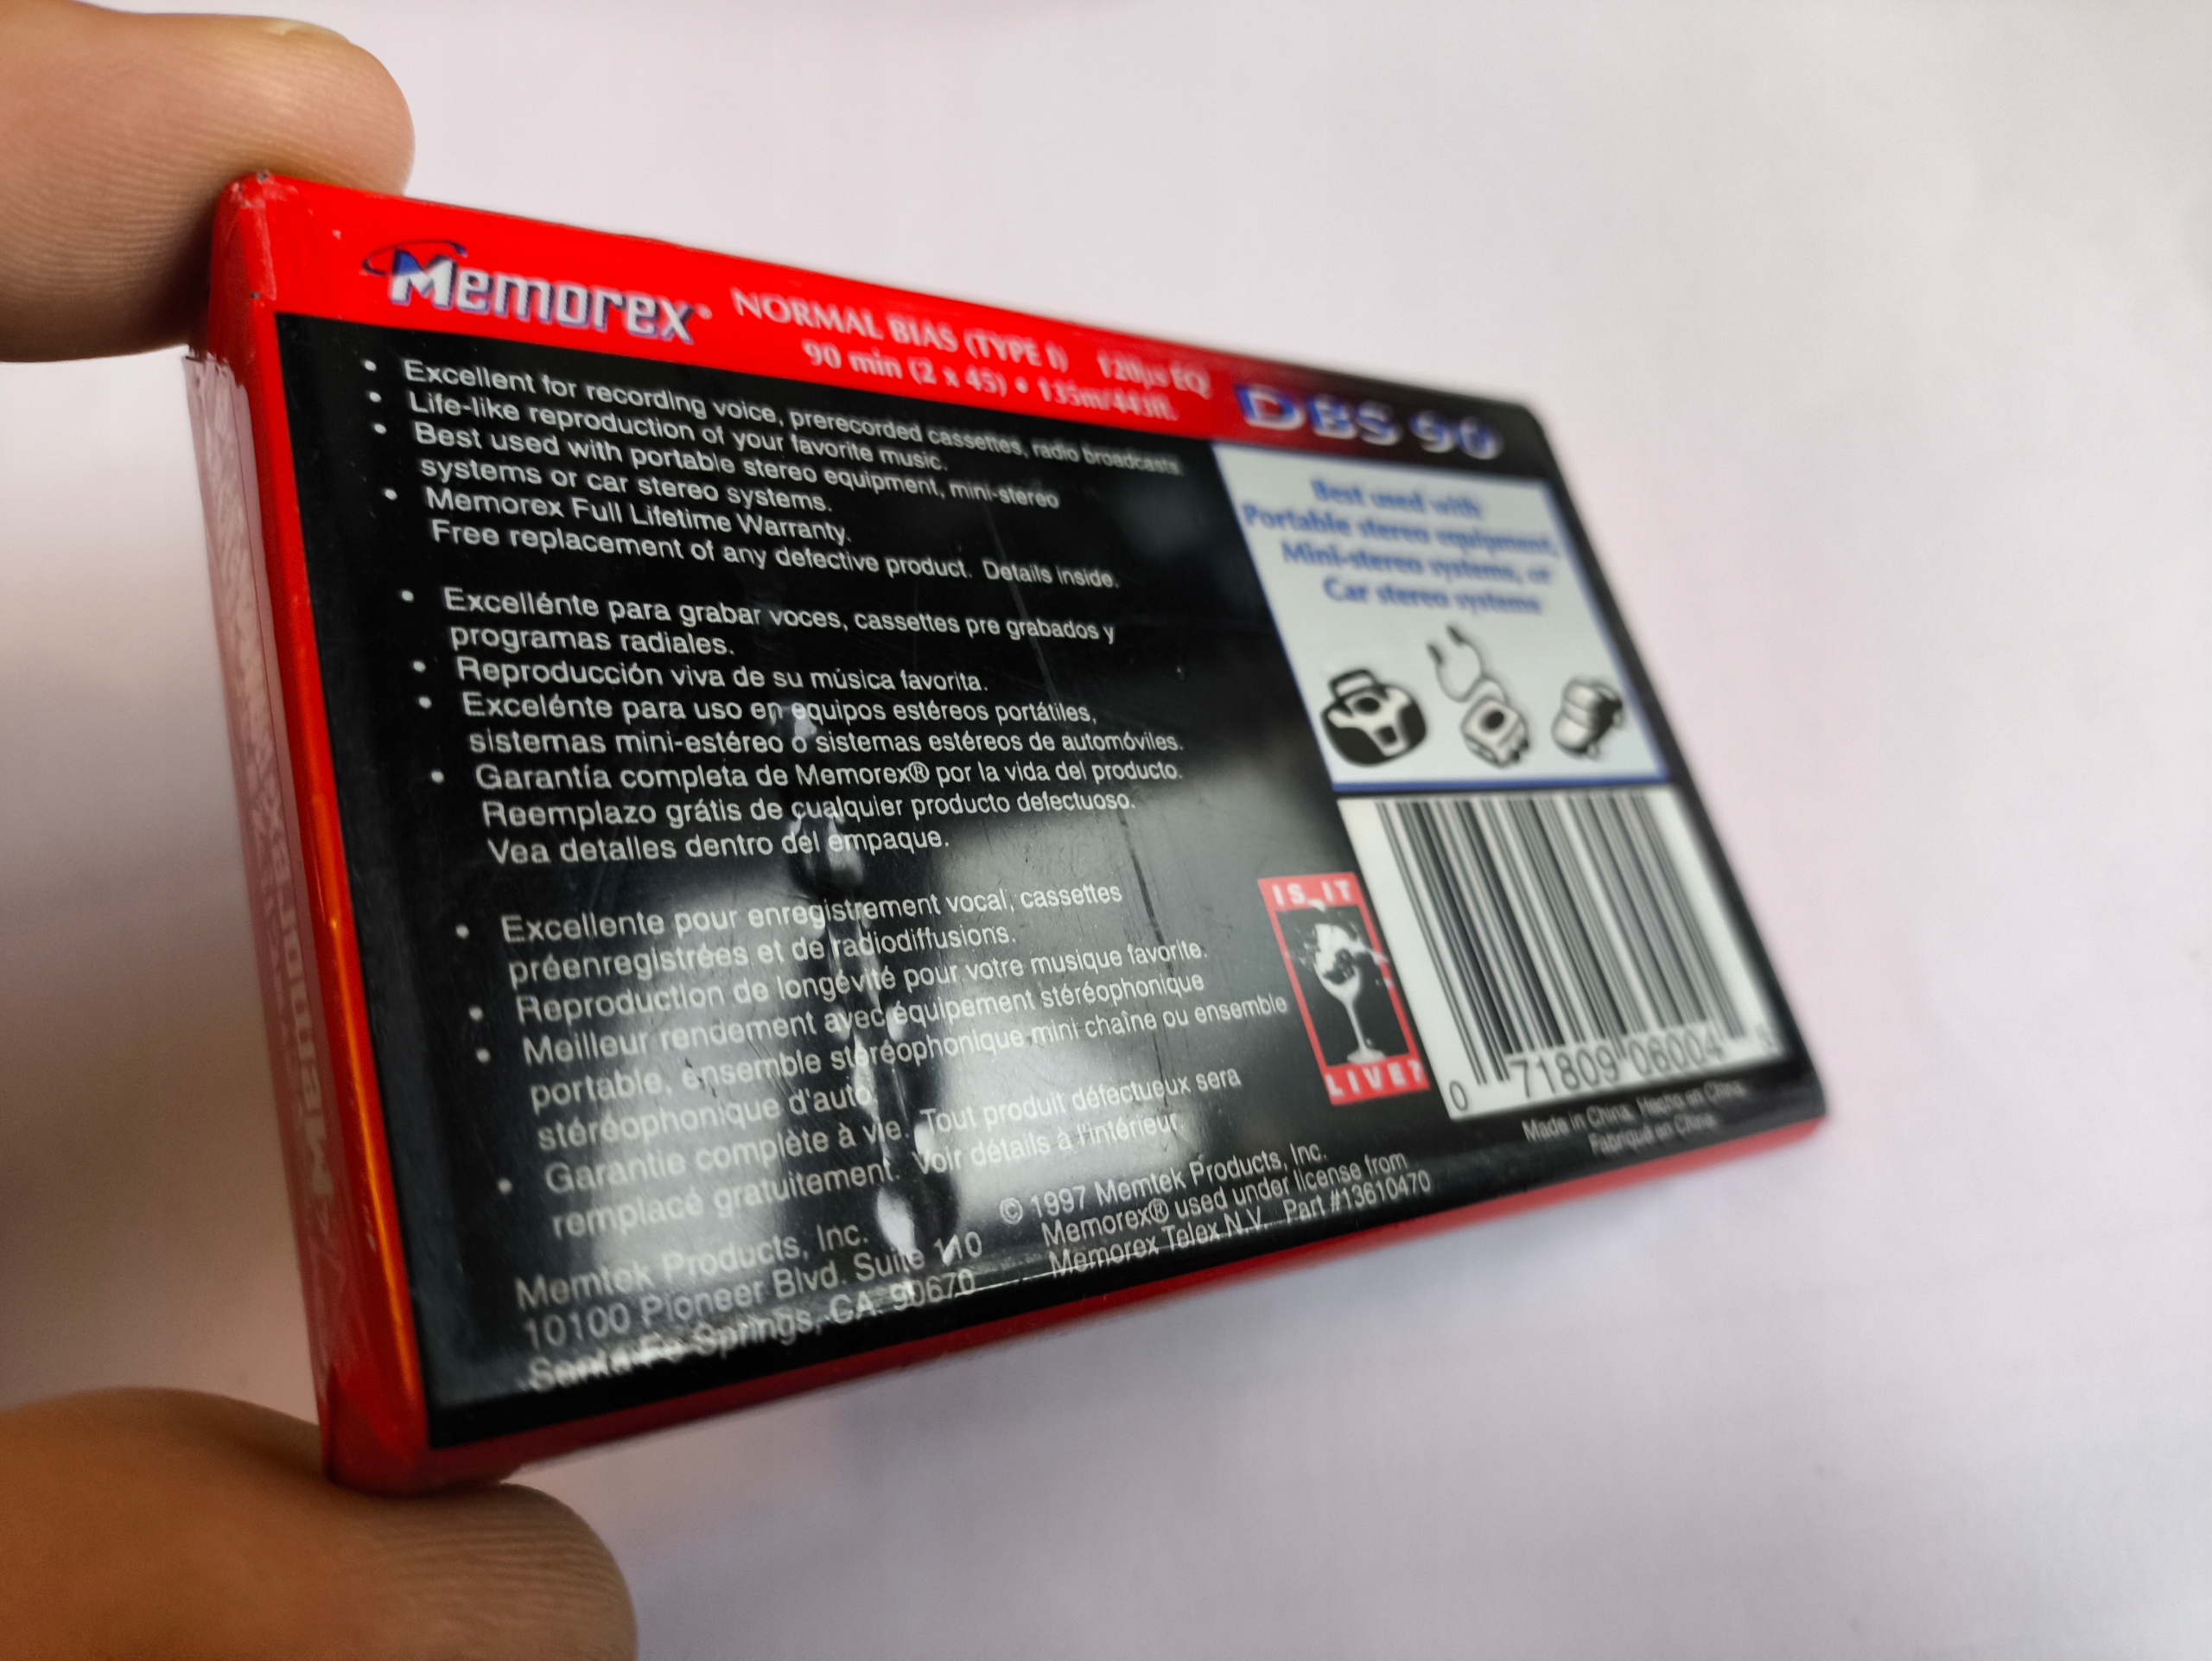 Memorex®
NORMAL BIAS (TYPE I) 120µs EQ
90 min (2 x 45) • 135m/443ft.
DBS 90
• Excellent for recording voice, prerecorded cassettes, radio broadcasts.
• Life-like reproduction of your favorite music.
• Best used with portable stereo equipment, mini-stereo
systems or car stereo systems.
• Memorex Full Lifetime Warranty.
Free replacement of any defective product. Details inside.
• Excellénte para grabar voces, cassettes pre grabados y
programas radiales.
• Reproducción viva de su música favorita.
• Excelénte para uso en equipos estéreos portátiles,
sistemas mini-estéreo o sistemas estéreos de automóviles.
• Garantía completa de Memorex® por la vida del producto.
Reemplazo grátis de cualquier producto defectuoso.
Vea detalles dentro del empaque.
• Excellente pour enregistrement vocal, cassettes
préenregistrées et de radiodiffusions.
• Reproduction de longévité pour votre musique favorite.
• Meilleur rendement avec équipement stéréophonique
portable, ensemble stéréophonique mini chaîne ou ensemble
stéréophonique d'auto.
• Garantie complète à vie. Tout produit défectueux sera
remplacé gratuitement. Voir détails à l'intérieur.
Memtek Products, Inc.
10100 Pioneer Blvd. Suite 110
Santa Fe Springs, CA. 90670
© 1997 Memtek Products, Inc.
Memorex® used under license from
Memorex Telex N.V. Part #13610470
Best used with
Portable stereo equipment,
Mini-stereo systems, or
Car stereo systems
IS IT
LIVE?
0 71809 06004
Made in China. Hecho en China.
Fabriqué en China.
Memorex